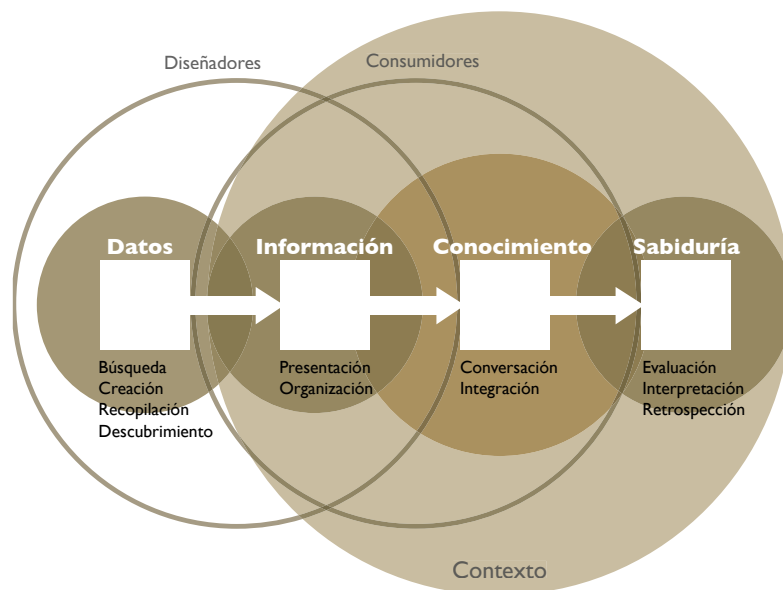 Diseñadores
Consumidores
Datos
Información
Conocimiento
Sabiduría
Búsqueda
Creación
Recopilación
Descubrimiento
Presentación
Organización
Conversación
Integración
Evaluación
Interpretación
Retrospección
Contexto